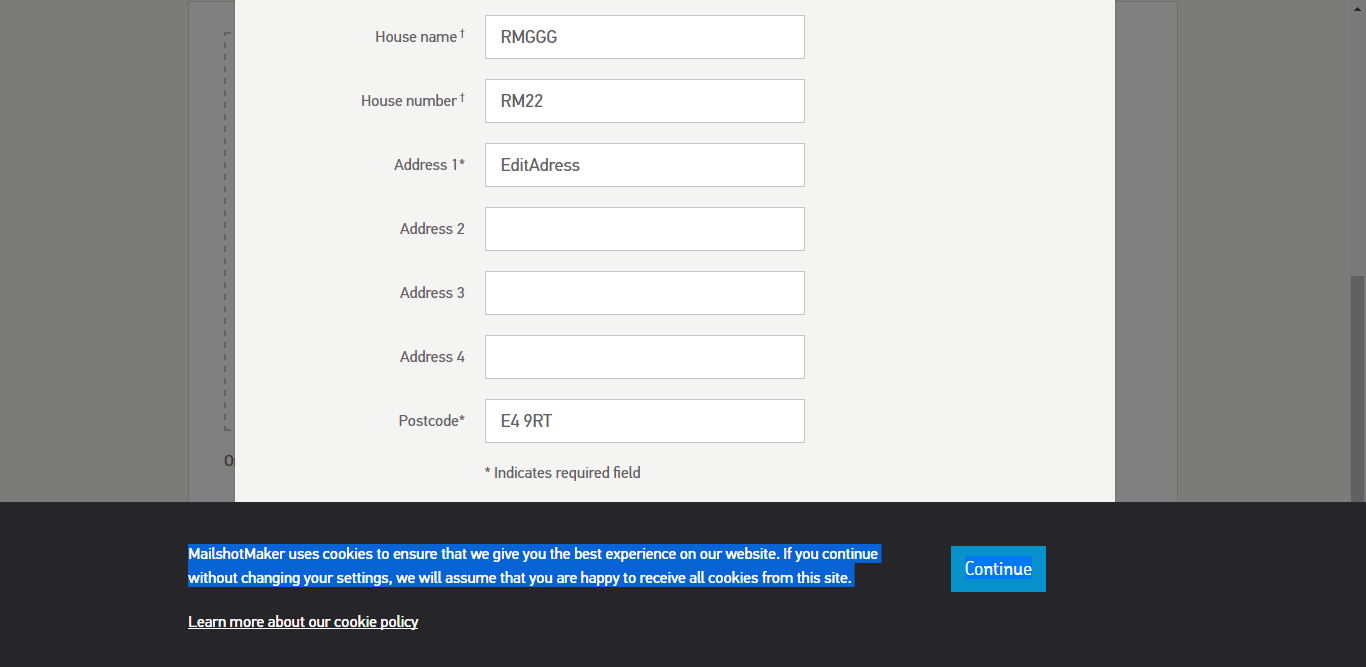 House name †
RMGGG
House number †
RM22
Address 1*
EditAdress
Address 2
Address 3
Address 4
Postcode*
E4 9RT
* Indicates required field
MailshotMaker uses cookies to ensure that we give you the best experience on our website. If you continue
without changing your settings, we will assume that you are happy to receive all cookies from this site.
Continue
Learn more about our cookie policy